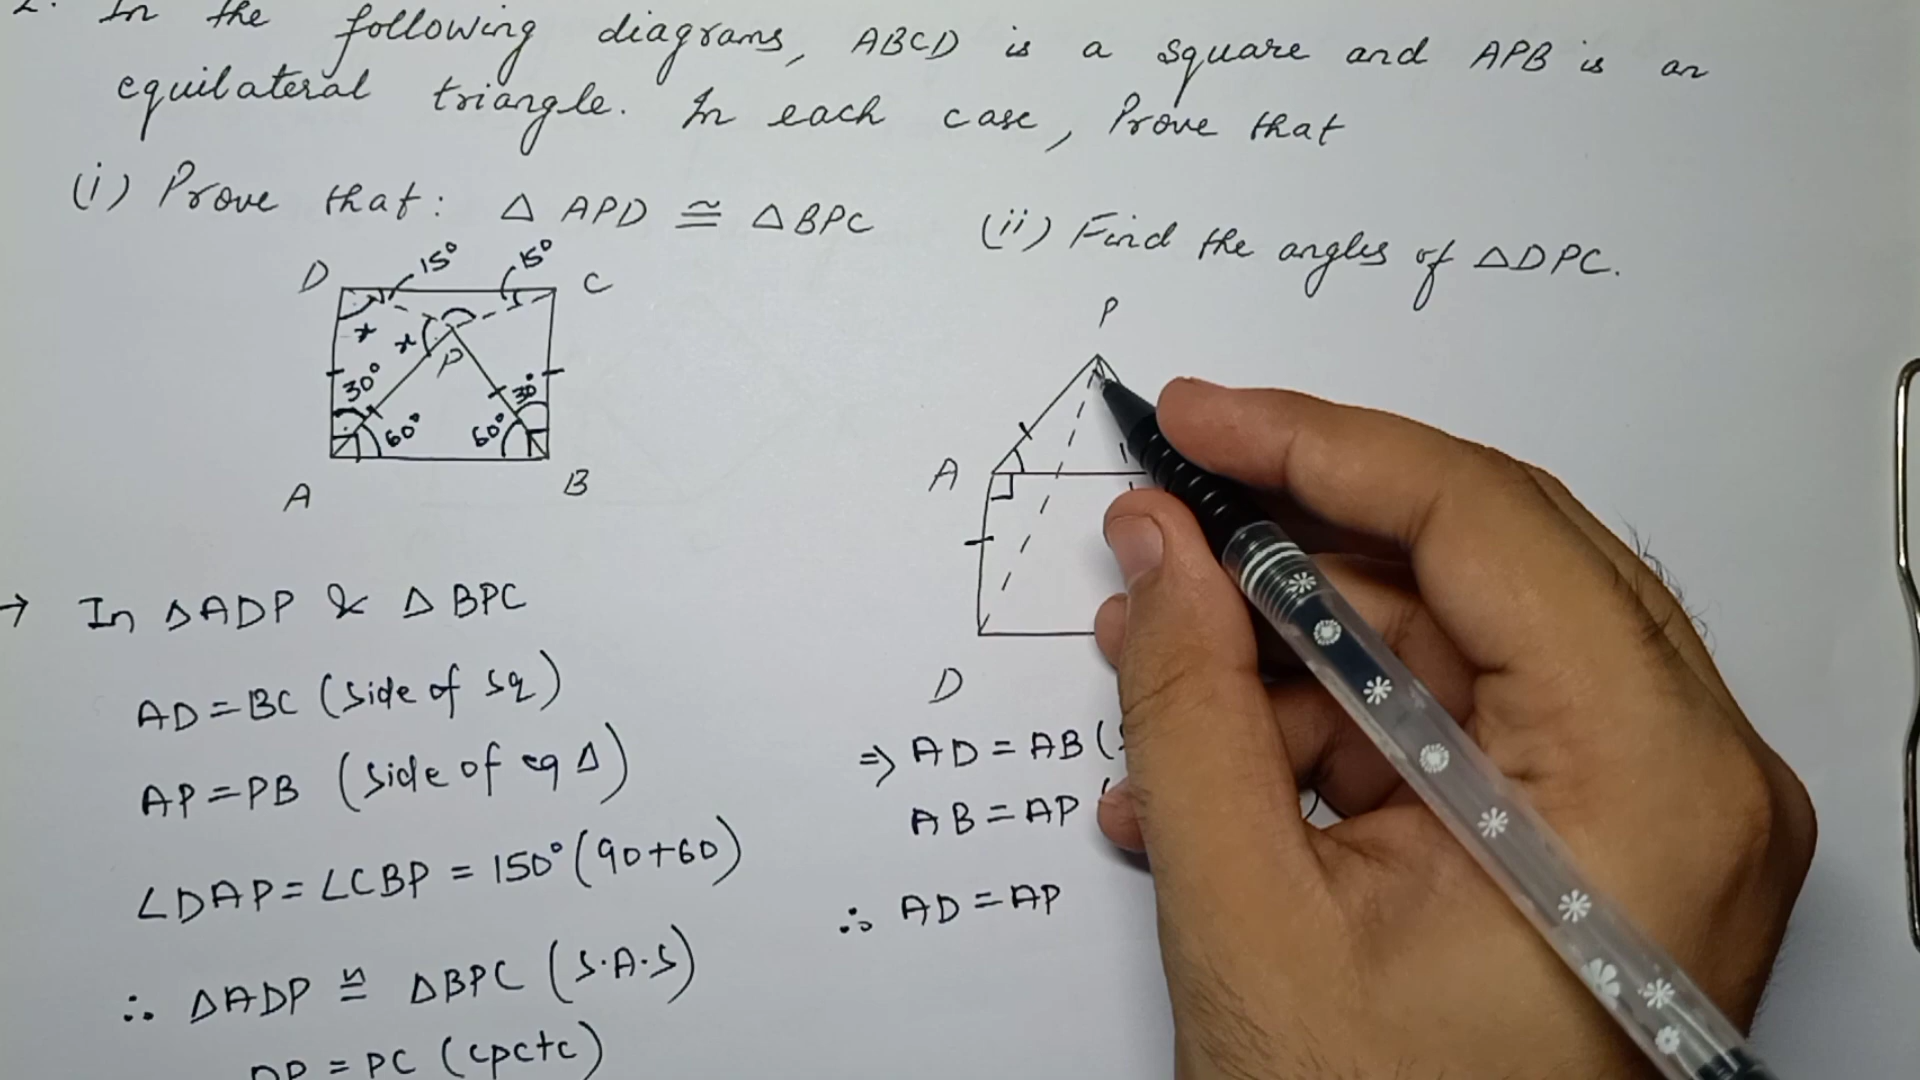 In the following diagrams, ABCD is a square and APB is an
equilateral triangle. In each case, Prove that
(i) Prove that: △ APD ≅ △BPC
(ii) Find the angles of △DPC.
D 15° 15° C
x x P
30° 30°
60° 60°
A B
P
A
D
→ In △ADP & △BPC
AD = BC (side of sq)
AP = PB (side of eq △)
∠DAP = ∠CBP = 150° (90+60)
∴ △ADP ≅ △BPC (S.A.S)
DP = PC (cpctc)
⇒ AD = AB (
AB = AP
∴ AD = AP